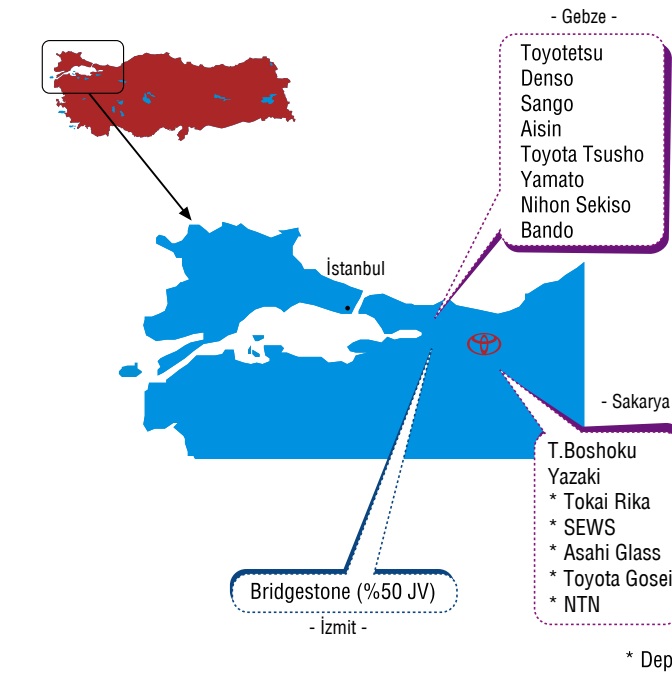 - Gebze -
Toyotetsu
Denso
Sango
Aisin
Toyota Tsusho
Yamato
Nihon Sekiso
Bando
İstanbul
- Sakarya
T.Boshoku
Yazaki
* Tokai Rika
* SEWS
* Asahi Glass
* Toyota Gosei
* NTN
Bridgestone (%50 JV)
- İzmit -
* Dep